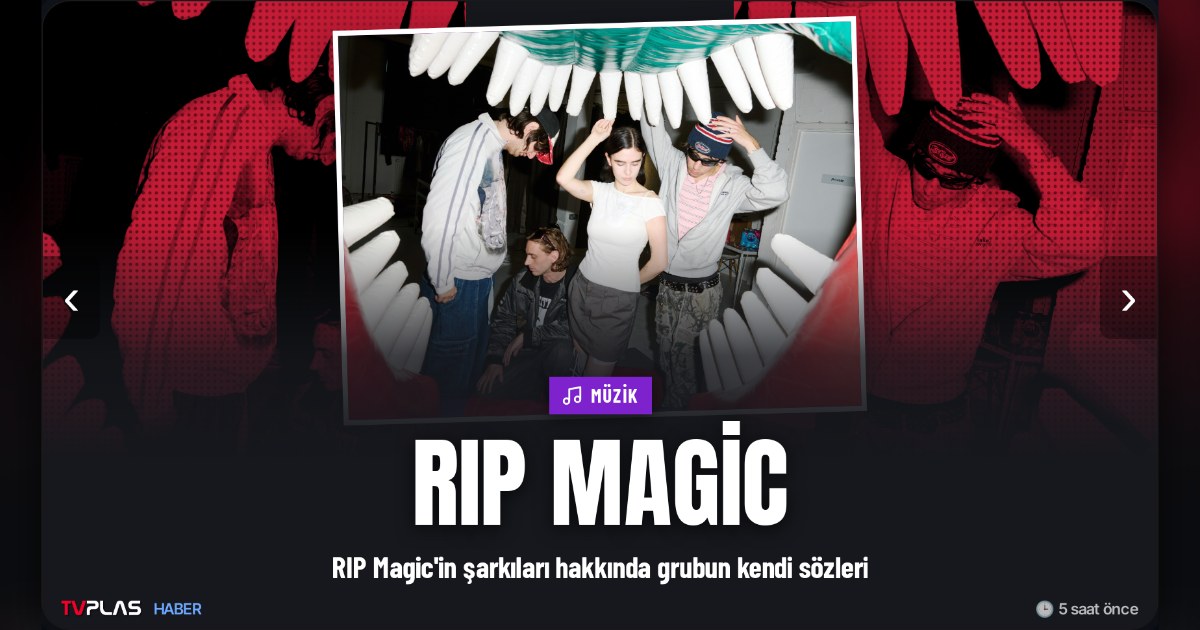 MÜZİK
RIP MAGİC
RIP Magic'in şarkıları hakkında grubun kendi sözleri
TVPLAS HABER
5 saat önce